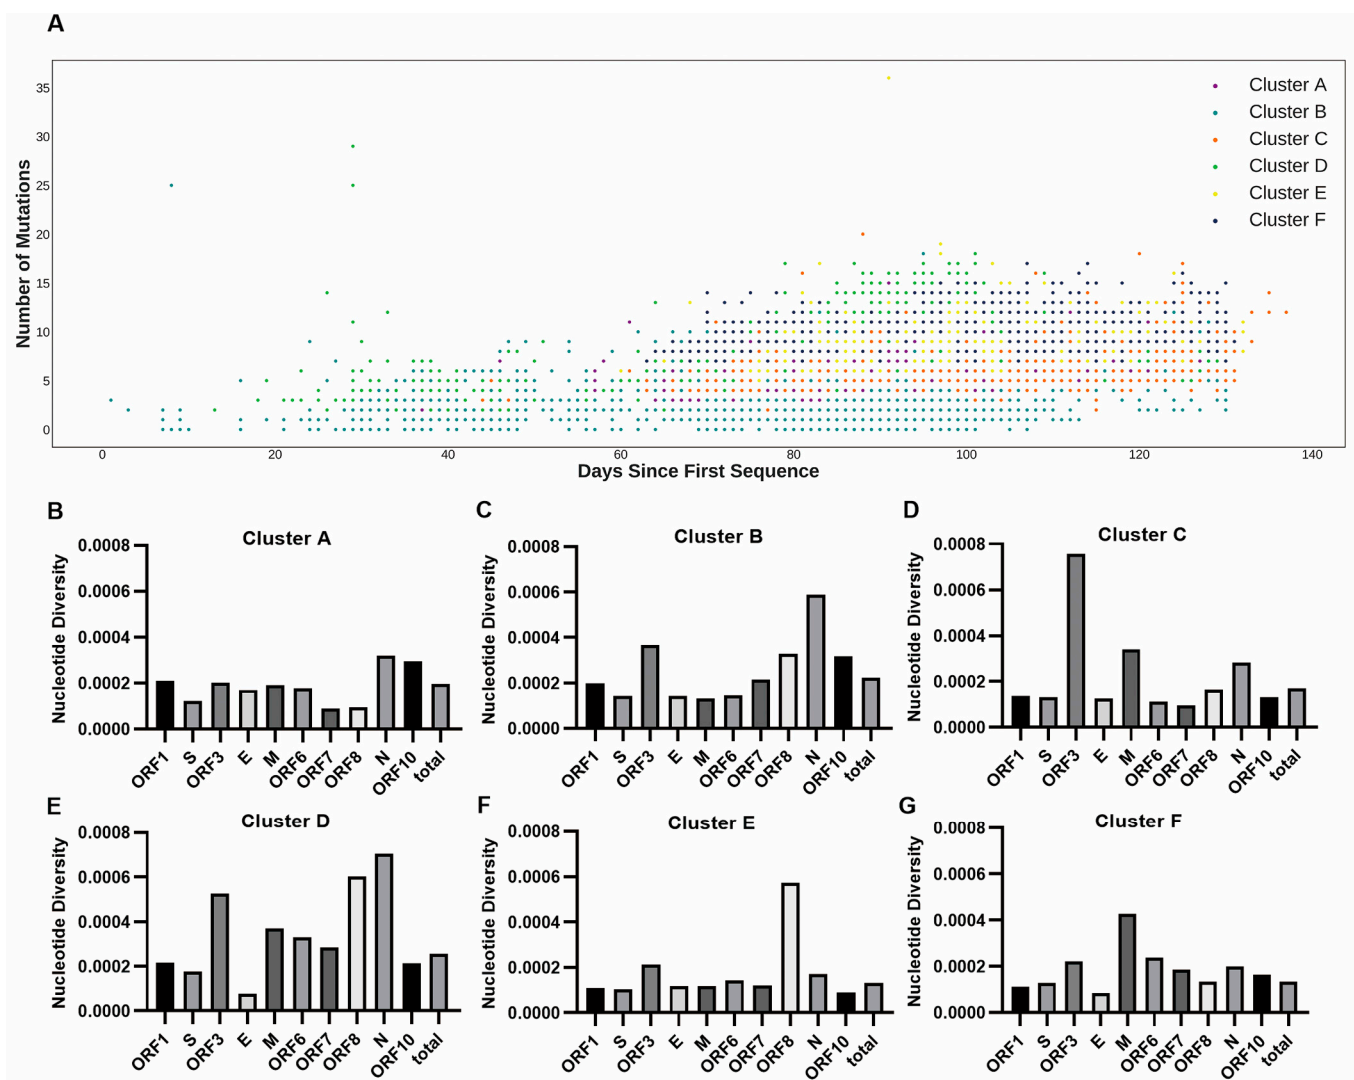 A
Number of Mutations
35
30
25
20
15
10
5
0
Cluster A
Cluster B
Cluster C
Cluster D
Cluster E
Cluster F
0 20 40 60 80 100 120 140
Days Since First Sequence
B
Cluster A
Nucleotide Diversity
0.0008
0.0006
0.0004
0.0002
0.0000
ORF1 S ORF3 E M ORF6 ORF7 ORF8 N ORF10 total
C
Cluster B
Nucleotide Diversity
0.0008
0.0006
0.0004
0.0002
0.0000
ORF1 S ORF3 E M ORF6 ORF7 ORF8 N ORF10 total
D
Cluster C
Nucleotide Diversity
0.0008
0.0006
0.0004
0.0002
0.0000
ORF1 S ORF3 E M ORF6 ORF7 ORF8 N ORF10 total
E
Cluster D
Nucleotide Diversity
0.0008
0.0006
0.0004
0.0002
0.0000
ORF1 S ORF3 E M ORF6 ORF7 ORF8 N ORF10 total
F
Cluster E
Nucleotide Diversity
0.0008
0.0006
0.0004
0.0002
0.0000
ORF1 S ORF3 E M ORF6 ORF7 ORF8 N ORF10 total
G
Cluster F
Nucleotide Diversity
0.0008
0.0006
0.0004
0.0002
0.0000
ORF1 S ORF3 E M ORF6 ORF7 ORF8 N ORF10 total